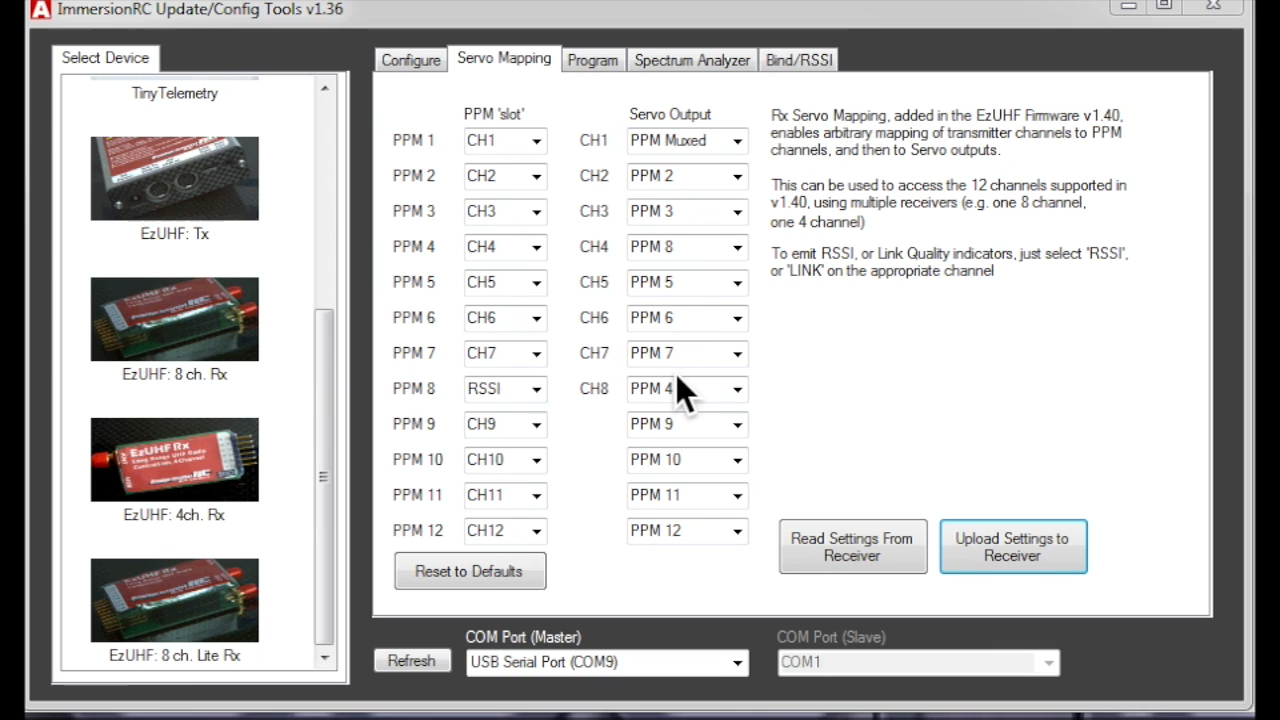 ImmersionRC Update/Config Tools v1.36
Select Device
TinyTelemetry
EzUHF: Tx
EzUHF: 8 ch. Rx
EzUHF: 4ch. Rx
EzUHF: 8 ch. Lite Rx
Configure
Servo Mapping
Program
Spectrum Analyzer
Bind/RSSI
PPM 'slot'
Servo Output
PPM 1 CH1 CH1 PPM Muxed
PPM 2 CH2 CH2 PPM 2
PPM 3 CH3 CH3 PPM 3
PPM 4 CH4 CH4 PPM 8
PPM 5 CH5 CH5 PPM 5
PPM 6 CH6 CH6 PPM 6
PPM 7 CH7 CH7 PPM 7
PPM 8 RSSI CH8 PPM 4
PPM 9 CH9 PPM 9
PPM 10 CH10 PPM 10
PPM 11 CH11 PPM 11
PPM 12 CH12 PPM 12
Reset to Defaults
Rx Servo Mapping, added in the EzUHF Firmware v1.40,
enables arbitrary mapping of transmitter channels to PPM
channels, and then to Servo outputs.
This can be used to access the 12 channels supported in
v1.40, using multiple receivers (e.g. one 8 channel,
one 4 channel)
To emit RSSI, or Link Quality indicators, just select 'RSSI',
or 'LINK' on the appropriate channel
Read Settings From
Receiver
Upload Settings to
Receiver
Refresh
COM Port (Master)
USB Serial Port (COM9)
COM Port (Slave)
COM1